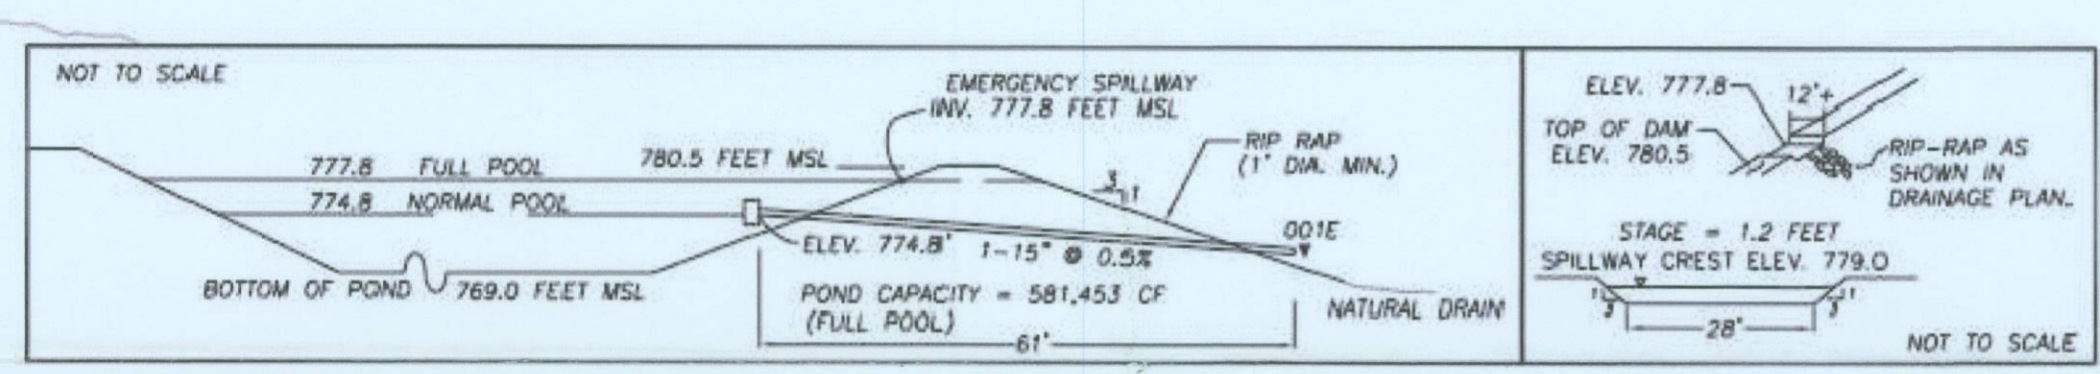 NOT TO SCALE
EMERGENCY SPILLWAY
INV. 777.8 FEET MSL
777.8 FULL POOL
780.5 FEET MSL
RIP RAP
(1' DIA. MIN.)
3
1
774.8 NORMAL POOL
ELEV. 774.8'
1-15" @ 0.5%
001E
BOTTOM OF POND
769.0 FEET MSL
POND CAPACITY = 581,453 CF
(FULL POOL)
NATURAL DRAIN
61'
ELEV. 777.8
12'+
TOP OF DAM
ELEV. 780.5
RIP-RAP AS
SHOWN IN
DRAINAGE PLAN.
STAGE = 1.2 FEET
SPILLWAY CREST ELEV. 779.0
1
3
1
3
28'
NOT TO SCALE